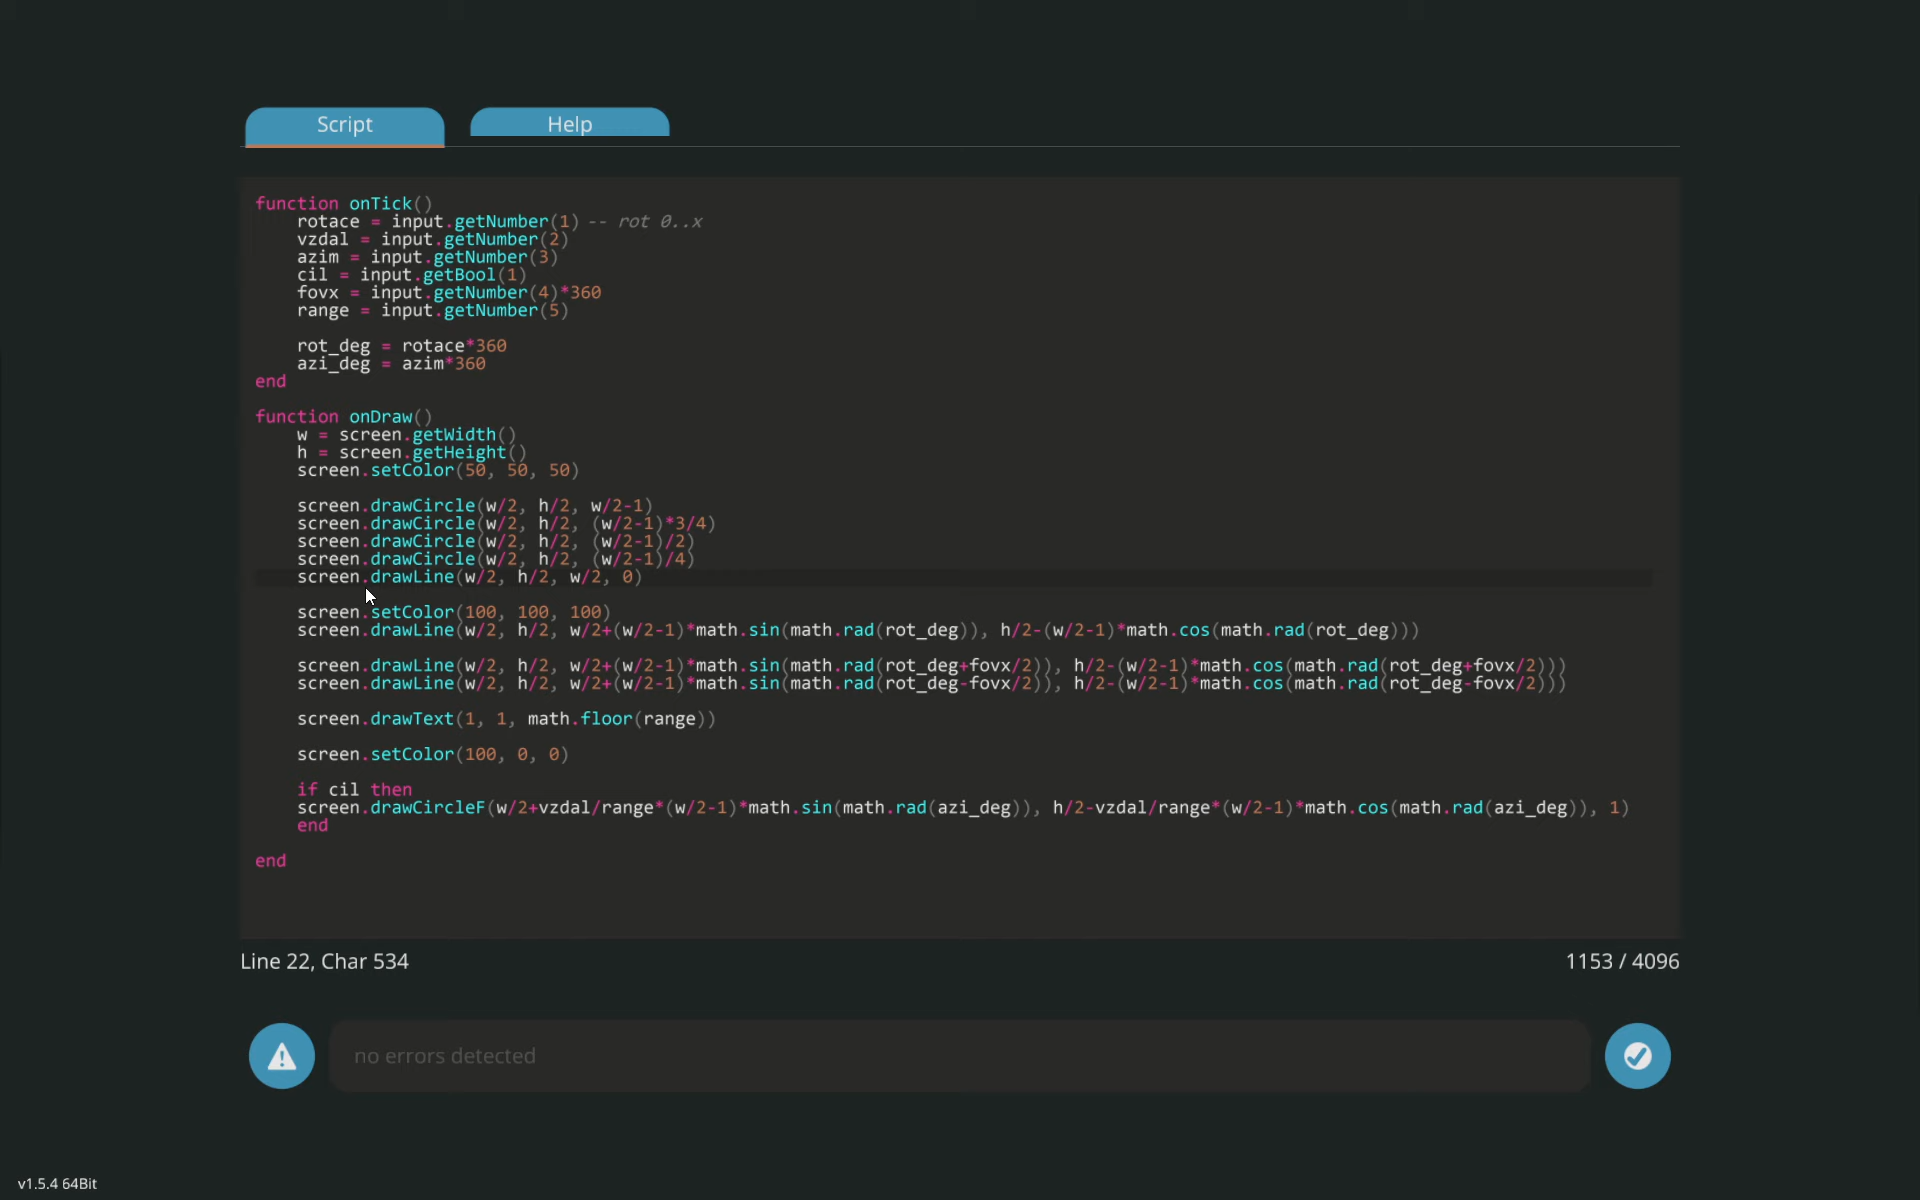 Script
Help
function onTick()
rotace = input.getNumber(1) -- rot 0..x
vzdal = input.getNumber(2)
azim = input.getNumber(3)
cil = input.getBool(1)
fovx = input.getNumber(4)*360
range = input.getNumber(5)
rot_deg = rotace*360
azi_deg = azim*360
end
function onDraw()
w = screen.getWidth()
h = screen.getHeight()
screen.setColor(50, 50, 50)
screen.drawCircle(w/2, h/2, w/2-1)
screen.drawCircle(w/2, h/2, (w/2-1)*3/4)
screen.drawCircle(w/2, h/2, (w/2-1)/2)
screen.drawCircle(w/2, h/2, (w/2-1)/4)
screen.drawLine(w/2, h/2, w/2, 0)
screen.setColor(100, 100, 100)
screen.drawLine(w/2, h/2, w/2+(w/2-1)*math.sin(math.rad(rot_deg)), h/2-(w/2-1)*math.cos(math.rad(rot_deg)))
screen.drawLine(w/2, h/2, w/2+(w/2-1)*math.sin(math.rad(rot_deg+fovx/2)), h/2-(w/2-1)*math.cos(math.rad(rot_deg+fovx/2)))
screen.drawLine(w/2, h/2, w/2+(w/2-1)*math.sin(math.rad(rot_deg-fovx/2)), h/2-(w/2-1)*math.cos(math.rad(rot_deg-fovx/2)))
screen.drawText(1, 1, math.floor(range))
screen.setColor(100, 0, 0)
if cil then
screen.drawCircleF(w/2+vzdal/range*(w/2-1)*math.sin(math.rad(azi_deg)), h/2-vzdal/range*(w/2-1)*math.cos(math.rad(azi_deg)), 1)
end
end
Line 22, Char 534
1153 / 4096
no errors detected
v1.5.4 64Bit